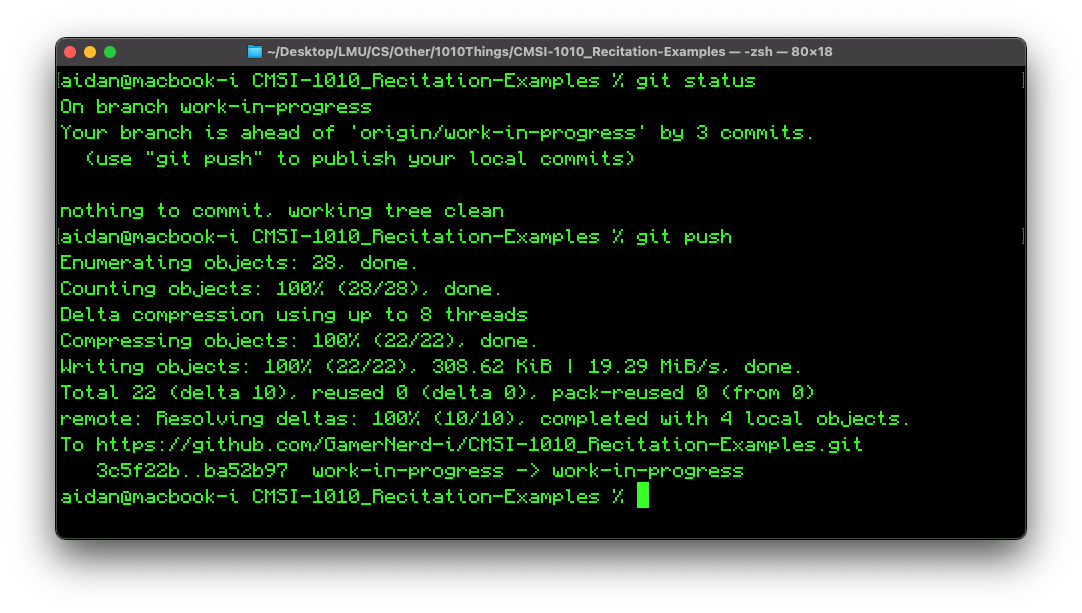 ~/Desktop/LMU/CS/Other/1010Things/CMSI-1010_Recitation-Examples — -zsh — 80×18
[aidan@macbook-i CMSI-1010_Recitation-Examples % git status ]
On branch work-in-progress
Your branch is ahead of 'origin/work-in-progress' by 3 commits.
  (use "git push" to publish your local commits)

nothing to commit, working tree clean
[aidan@macbook-i CMSI-1010_Recitation-Examples % git push ]
Enumerating objects: 28, done.
Counting objects: 100% (28/28), done.
Delta compression using up to 8 threads
Compressing objects: 100% (22/22), done.
Writing objects: 100% (22/22), 308.62 KiB | 19.29 MiB/s, done.
Total 22 (delta 10), reused 0 (delta 0), pack-reused 0 (from 0)
remote: Resolving deltas: 100% (10/10), completed with 4 local objects.
To https://github.com/GamerNerd-i/CMSI-1010_Recitation-Examples.git
   3c5f22b..ba52b97  work-in-progress -> work-in-progress
aidan@macbook-i CMSI-1010_Recitation-Examples %